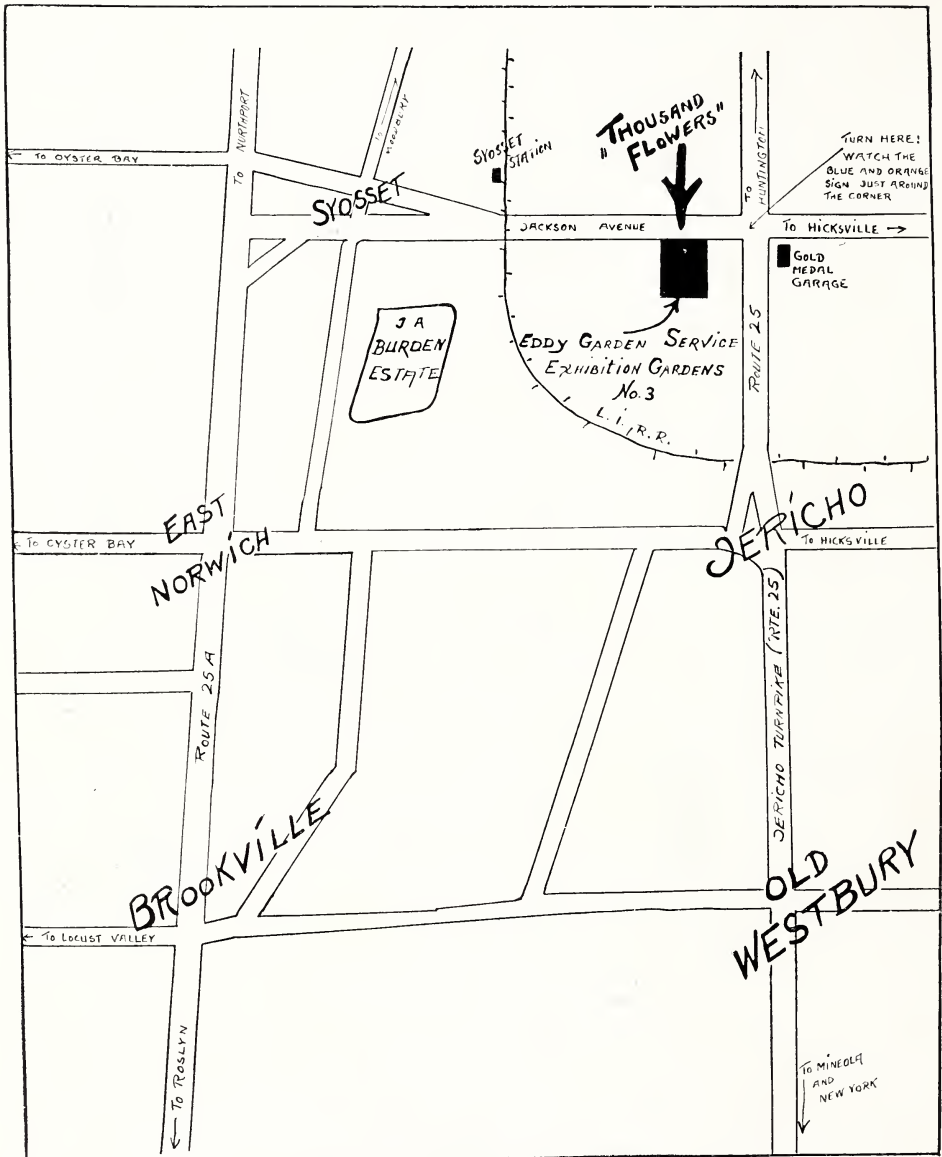 TO NORTHPORT
TO WOODBURY
SYOSSET
STATION
"THOUSAND
FLOWERS"
TO
HUNTINGTON
TURN HERE!
WATCH THE
BLUE AND ORANGE
SIGN JUST AROUND
THE CORNER
← TO OYSTER BAY
SYOSSET
JACKSON AVENUE
TO HICKSVILLE →
GOLD
MEDAL
GARAGE
J A
BURDEN
ESTATE
EDDY GARDEN SERVICE
EXHIBITION GARDENS
No. 3
ROUTE 25
L.I.R.R.
EAST
NORWICH
← TO OYSTER BAY
JERICHO
TO HICKSVILLE
ROUTE 25A
JERICHO TURNPIKE (RTE. 25)
BROOKVILLE
OLD
WESTBURY
← TO LOCUST VALLEY
← TO ROSLYN
TO MINEOLA
AND
NEW YORK